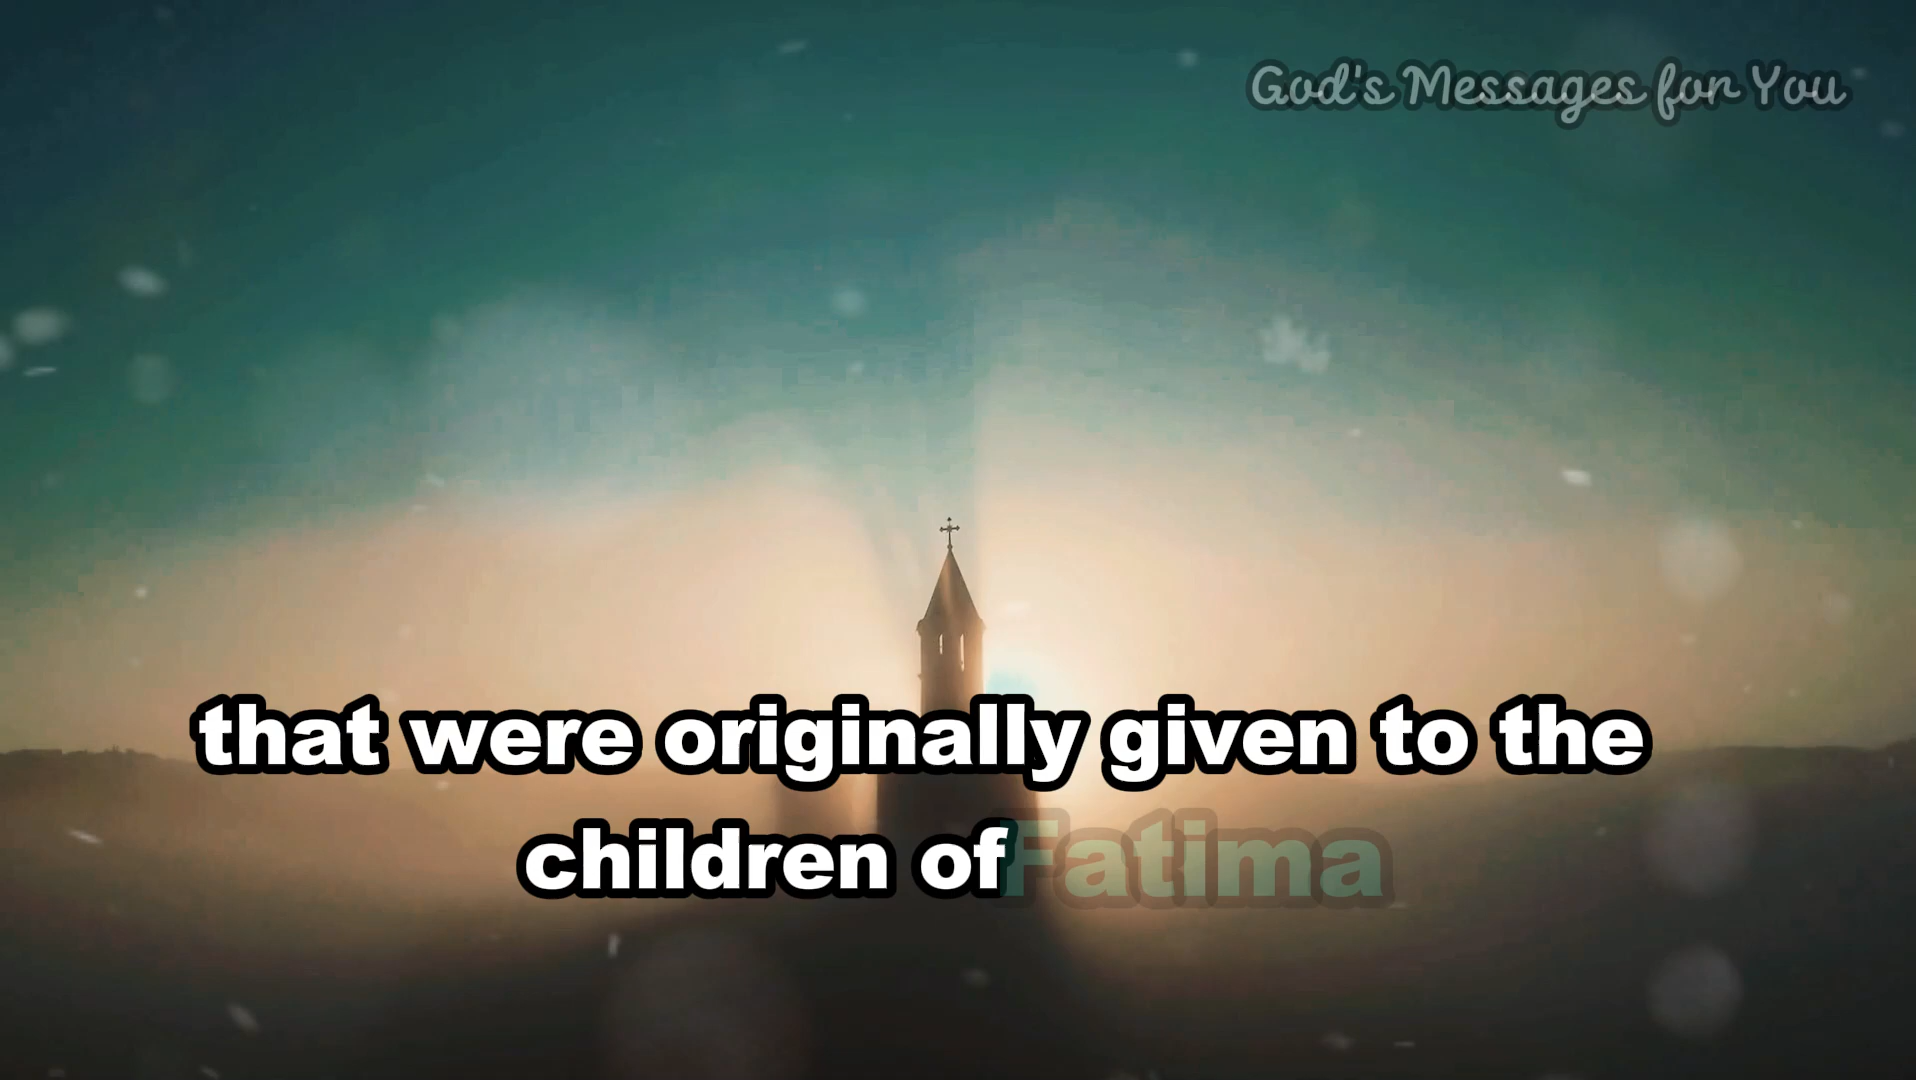 God's Messages for You
that were originally given to the
children of Fatima